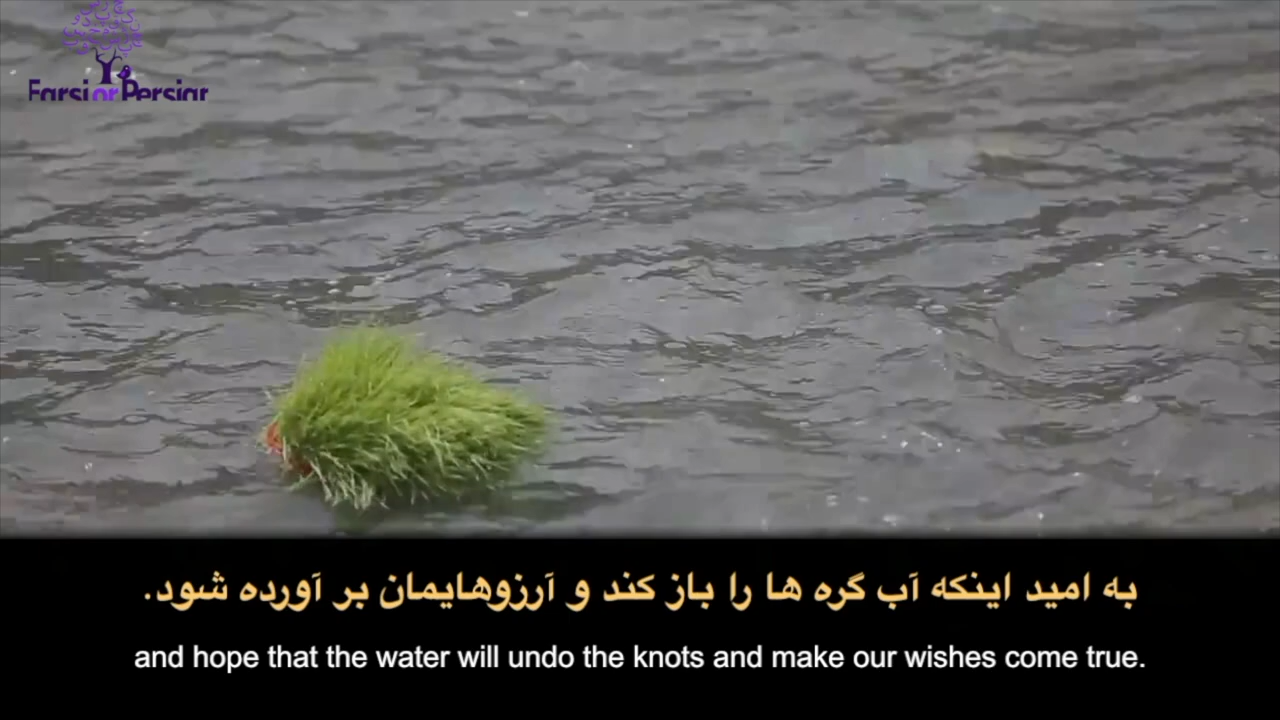 Farsi or Persian
به امید اینکه آب گره ها را باز کند و آرزوهایمان بر آورده شود.
and hope that the water will undo the knots and make our wishes come true.